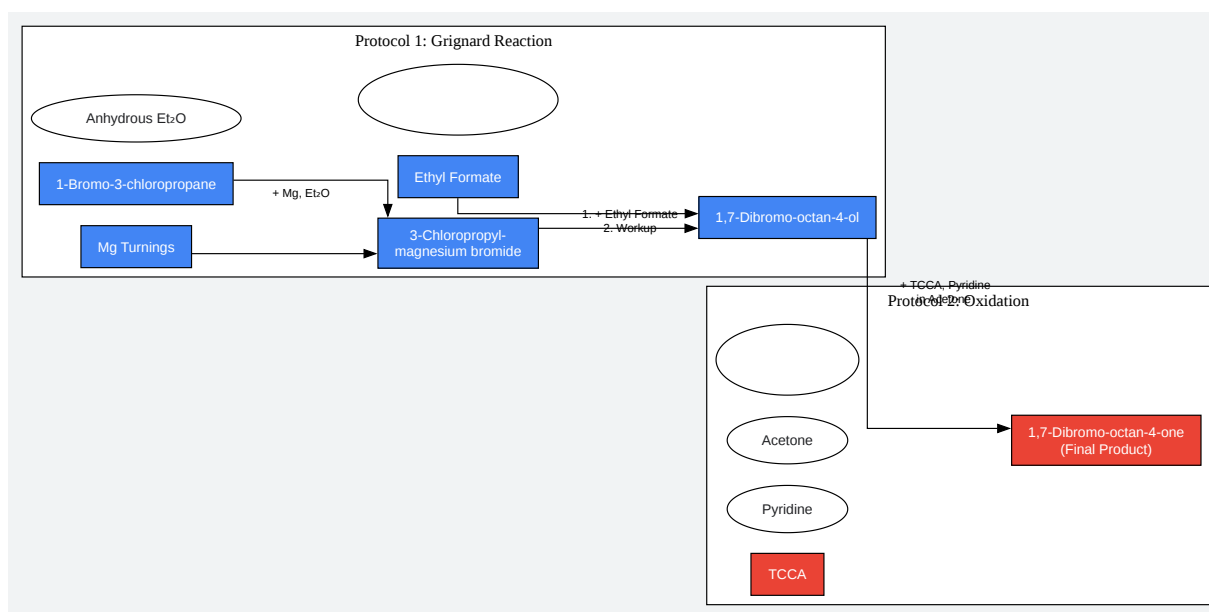 Protocol 1: Grignard Reaction
Anhydrous Et₂O
1-Bromo-3-chloropropane
+ Mg, Et₂O
Ethyl Formate
Mg Turnings
3-Chloropropyl-
magnesium bromide
1. + Ethyl Formate
2. Workup
1,7-Dibromo-octan-4-ol
+ TCCA, Pyridine
in Acetone
Protocol 2: Oxidation
Acetone
Pyridine
TCCA
1,7-Dibromo-octan-4-one
(Final Product)